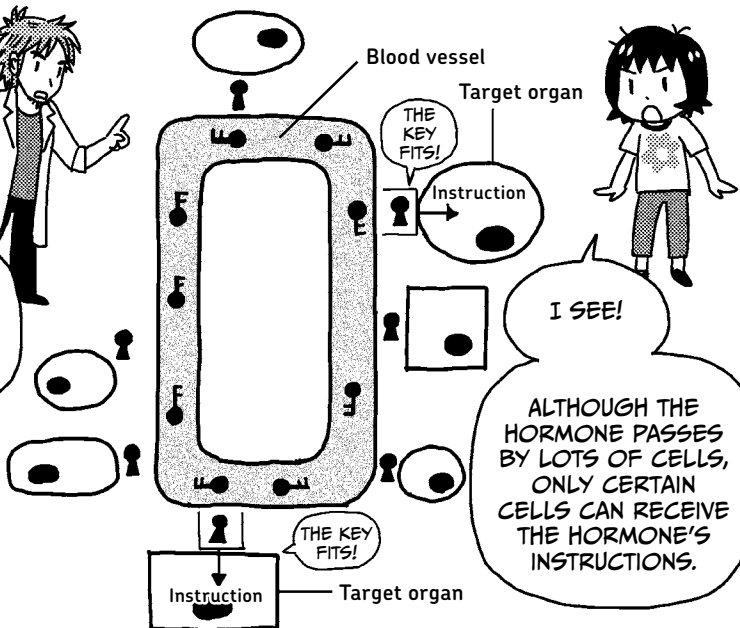 Blood vessel
Target organ
THE
KEY
FITS!
Instruction
I SEE!
ALTHOUGH THE
HORMONE PASSES
BY LOTS OF CELLS,
ONLY CERTAIN
CELLS CAN RECEIVE
THE HORMONE'S
INSTRUCTIONS.
THE KEY
FITS!
Instruction
Target organ